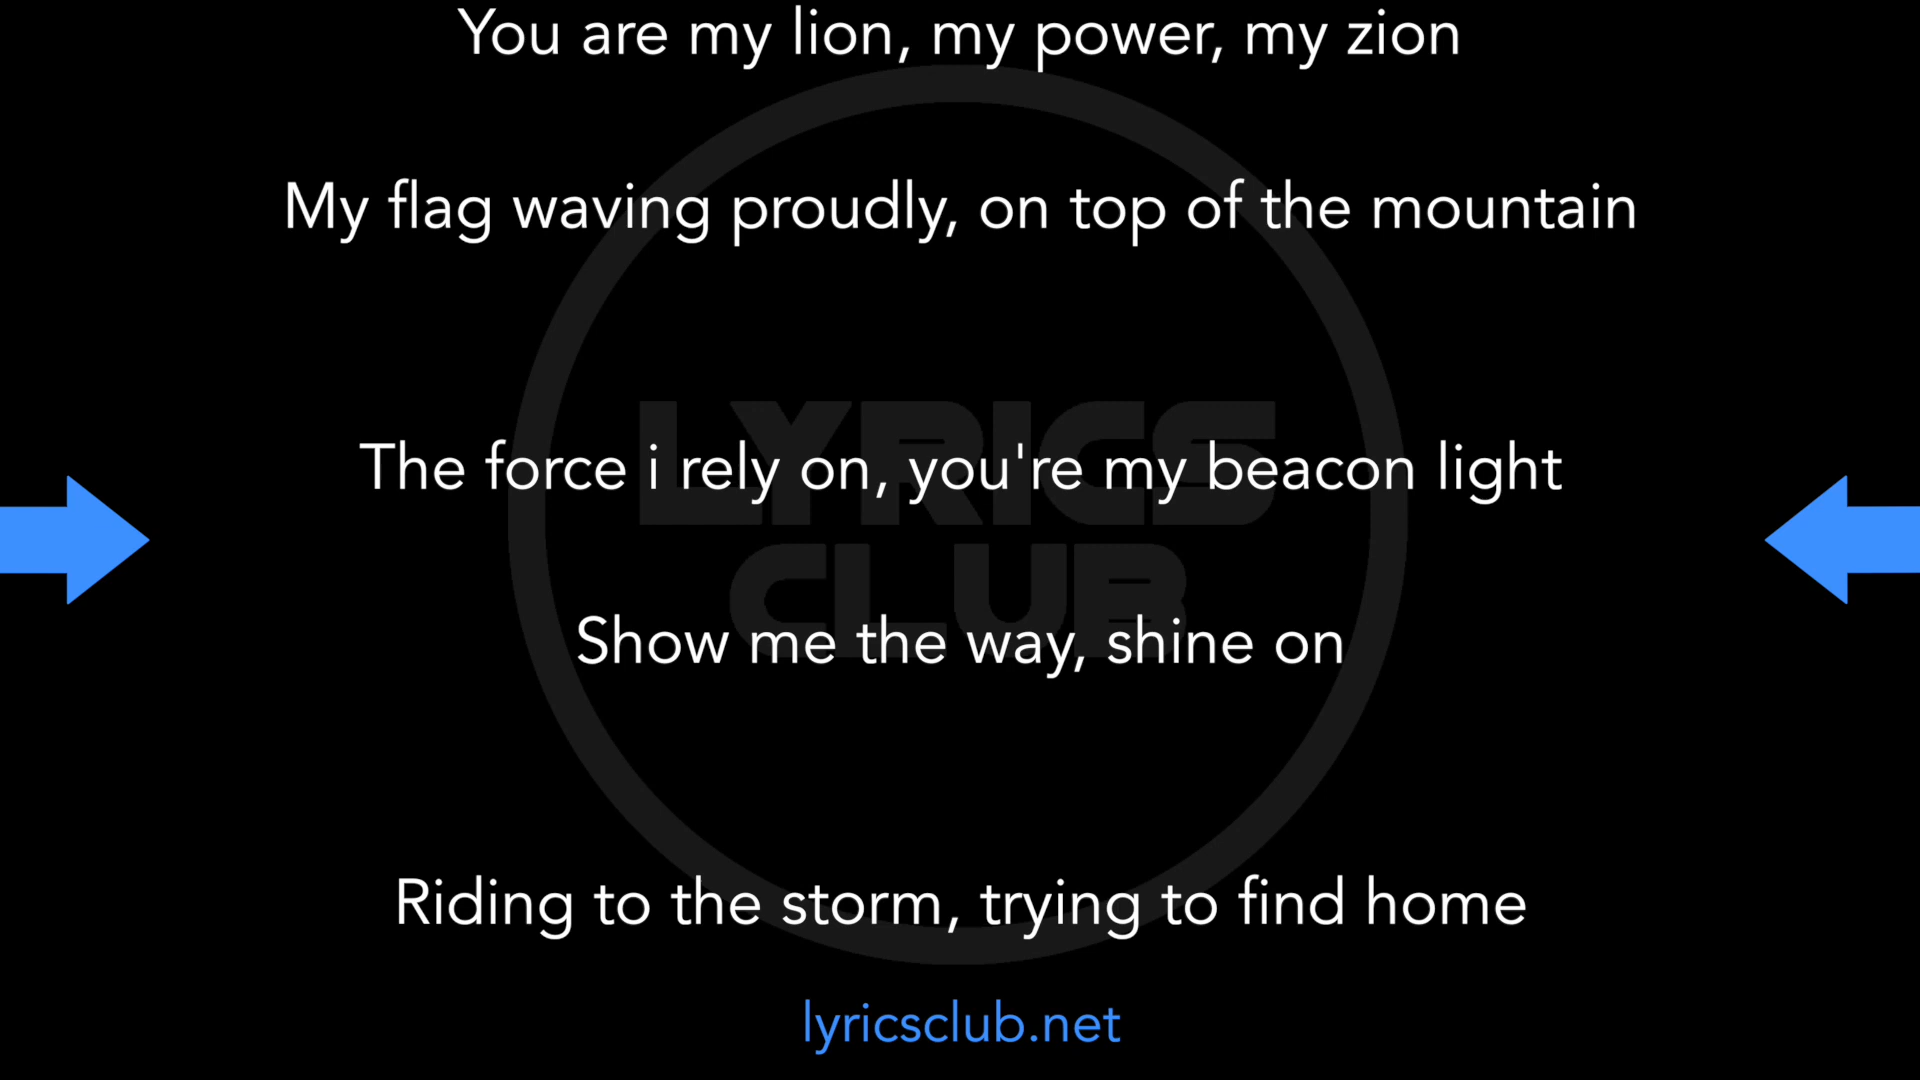 You are my lion, my power, my zion
My flag waving proudly, on top of the mountain
The force i rely on, you're my beacon light
LYRICS
CLUB
Show me the way, shine on
Riding to the storm, trying to find home
lyricsclub.net